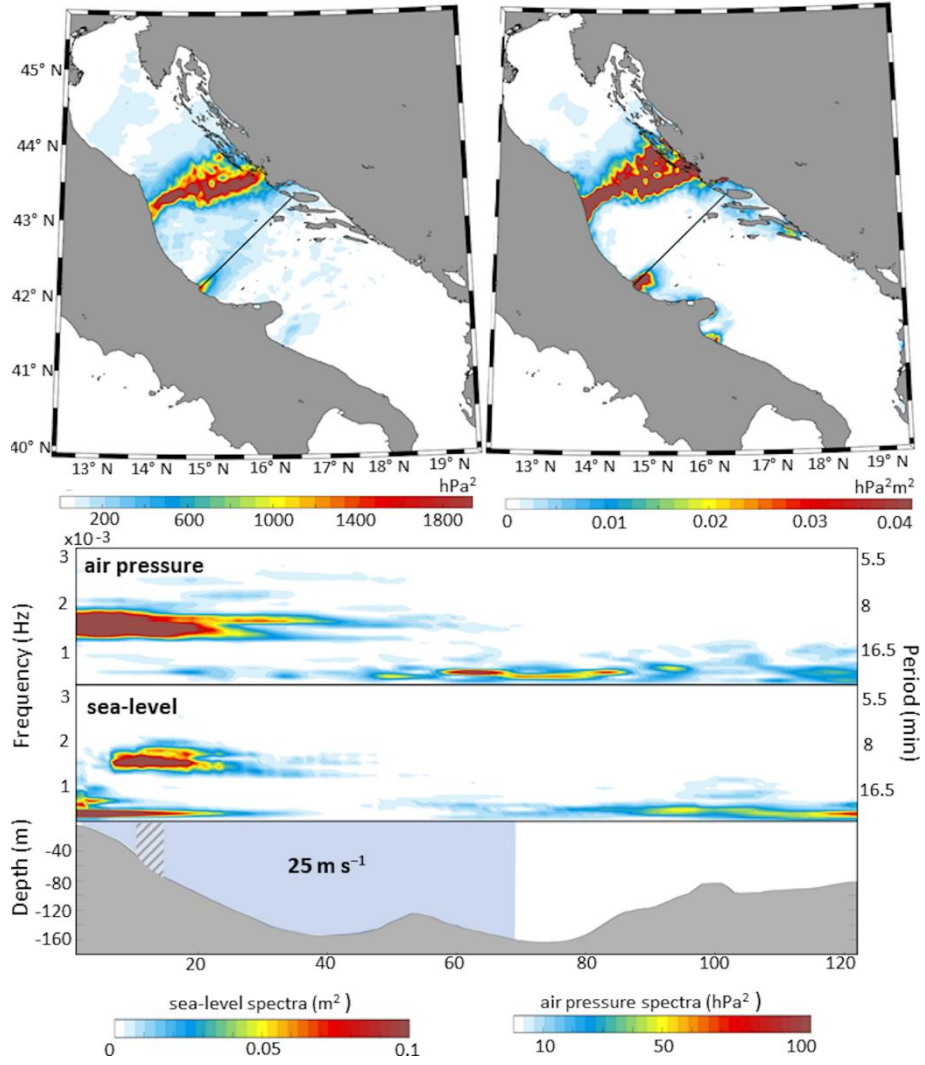 45° N
44° N
43° N
42° N
41° N
40° N
13° N 14° N 15° N 16° N 17° N 18° N 19° N
13° N 14° N 15° N 16° N 17° N 18° N 19° N
hPa²
200 600 1000 1400 1800
hPa²m²
0 0.01 0.02 0.03 0.04
x10⁻³
air pressure
3
2
1
5.5
8
16.5
Frequency (Hz)
Period (min)
sea-level
3
2
1
5.5
8
16.5
Depth (m)
-40
-80
-120
-160
25 m s⁻¹
20 40 60 80 100 120
sea-level spectra (m²)
0 0.05 0.1
air pressure spectra (hPa²)
10 50 100